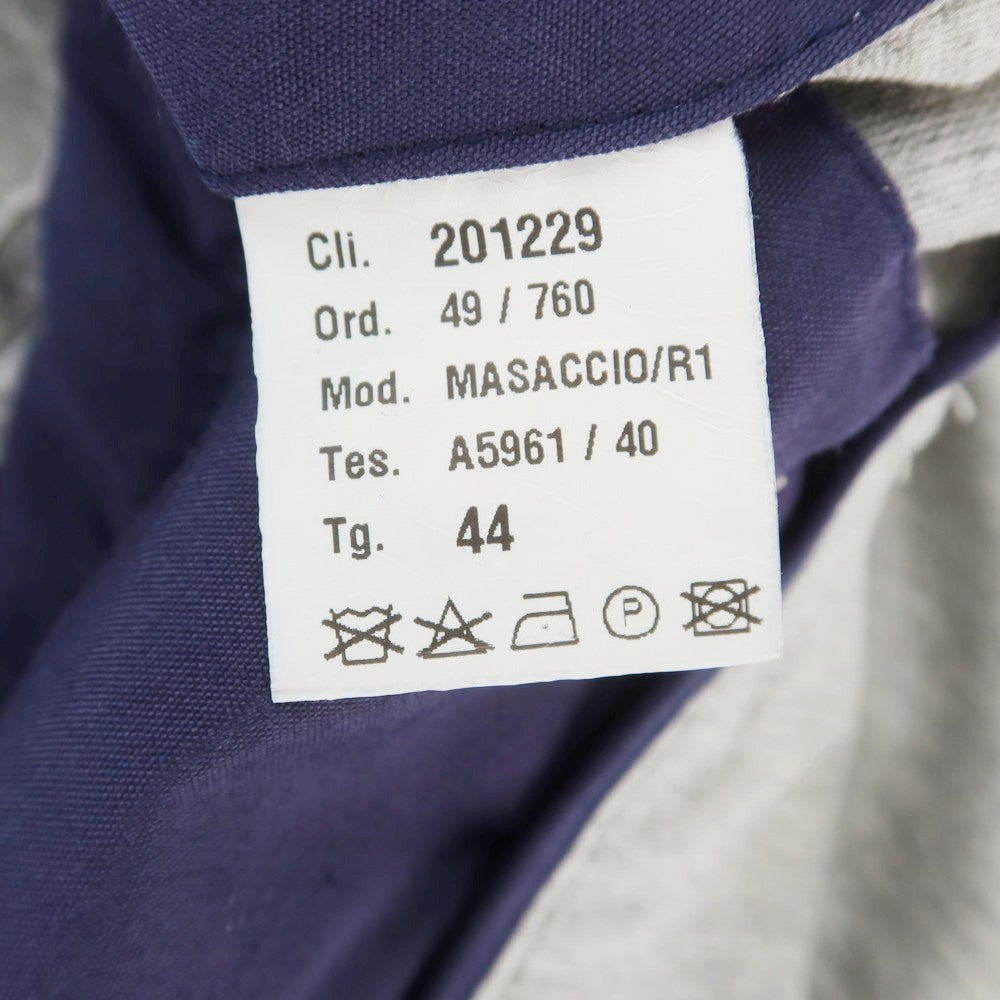 Cli. 201229
Ord. 49 / 760
Mod. MASACCIO/R1
Tes. A5961 / 40
Tg. 44
P